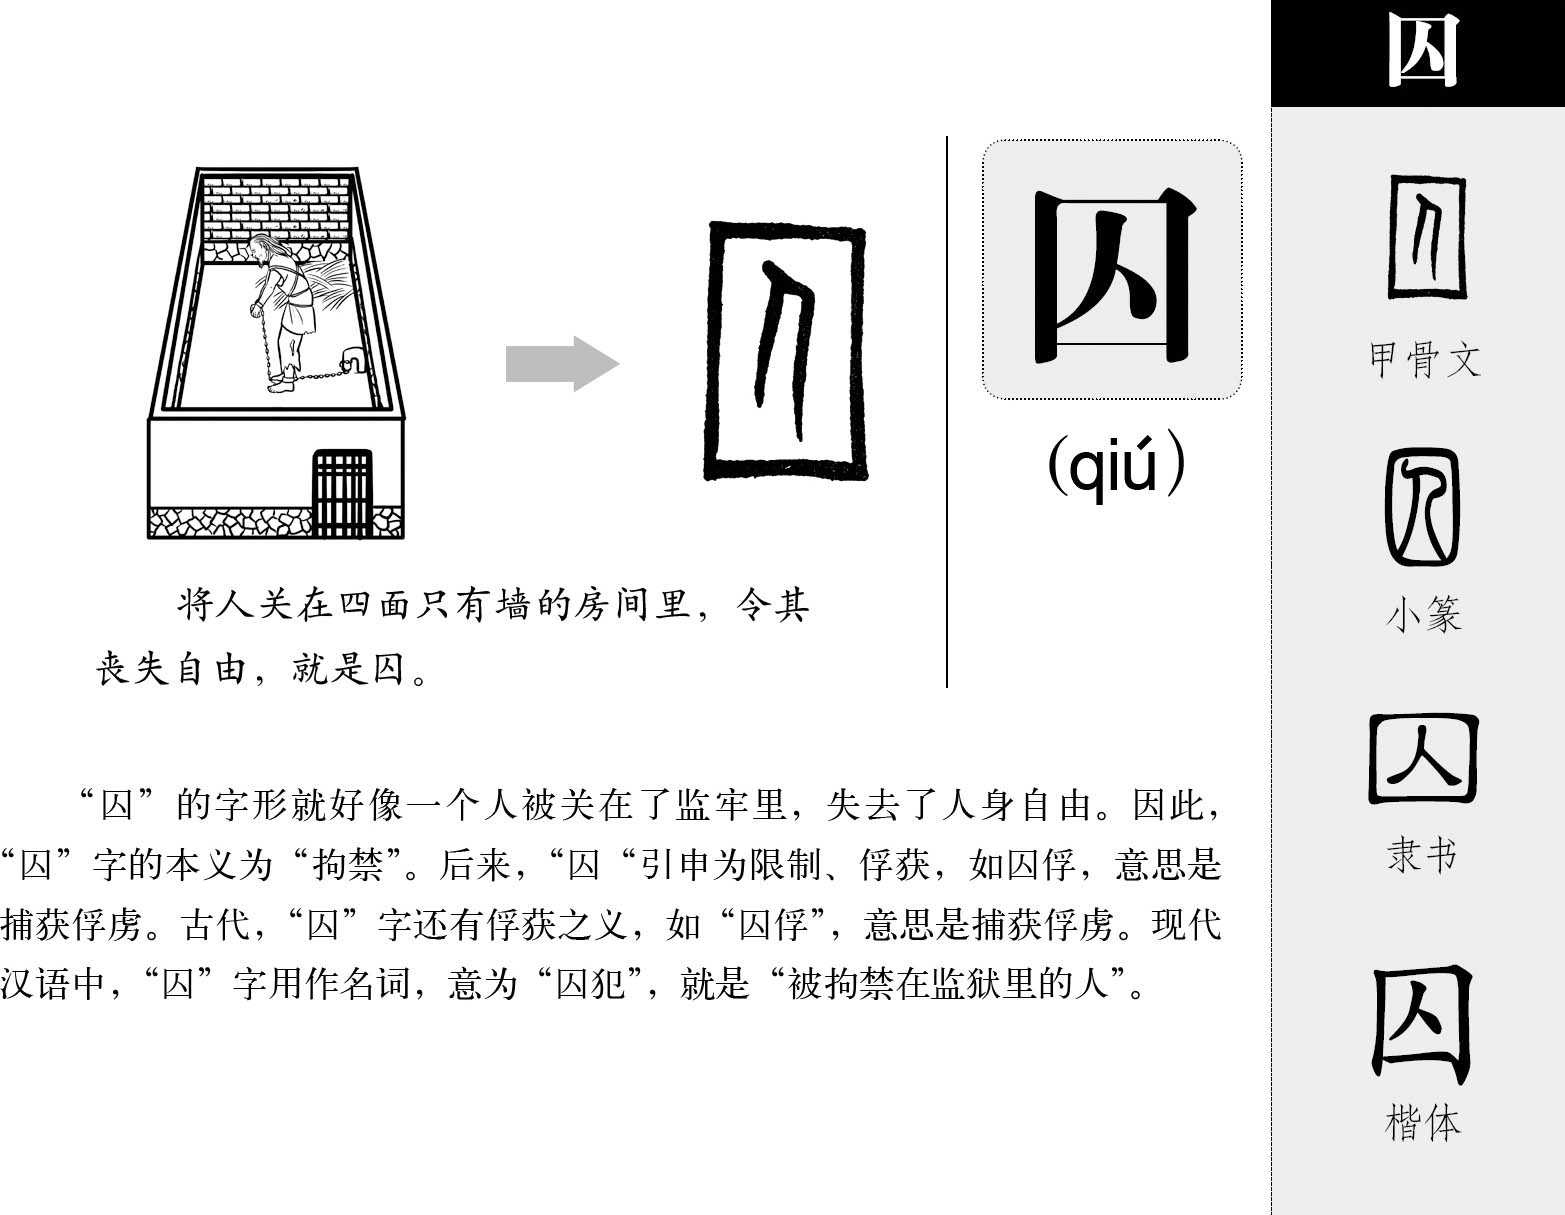 囚
囚
(qiú)
将人关在四面只有墙的房间里，令其
丧失自由，就是囚。
“囚”的字形就好像一个人被关在了监牢里，失去了人身自由。因此，
“囚”字的本义为“拘禁”。后来，“囚“引申为限制、俘获，如囚俘，意思是
捕获俘虏。古代，“囚”字还有俘获之义，如“囚俘”，意思是捕获俘虏。现代
汉语中，“囚”字用作名词，意为“囚犯”，就是“被拘禁在监狱里的人”。
囚
甲骨文
囚
小篆
囚
隶书
囚
楷体